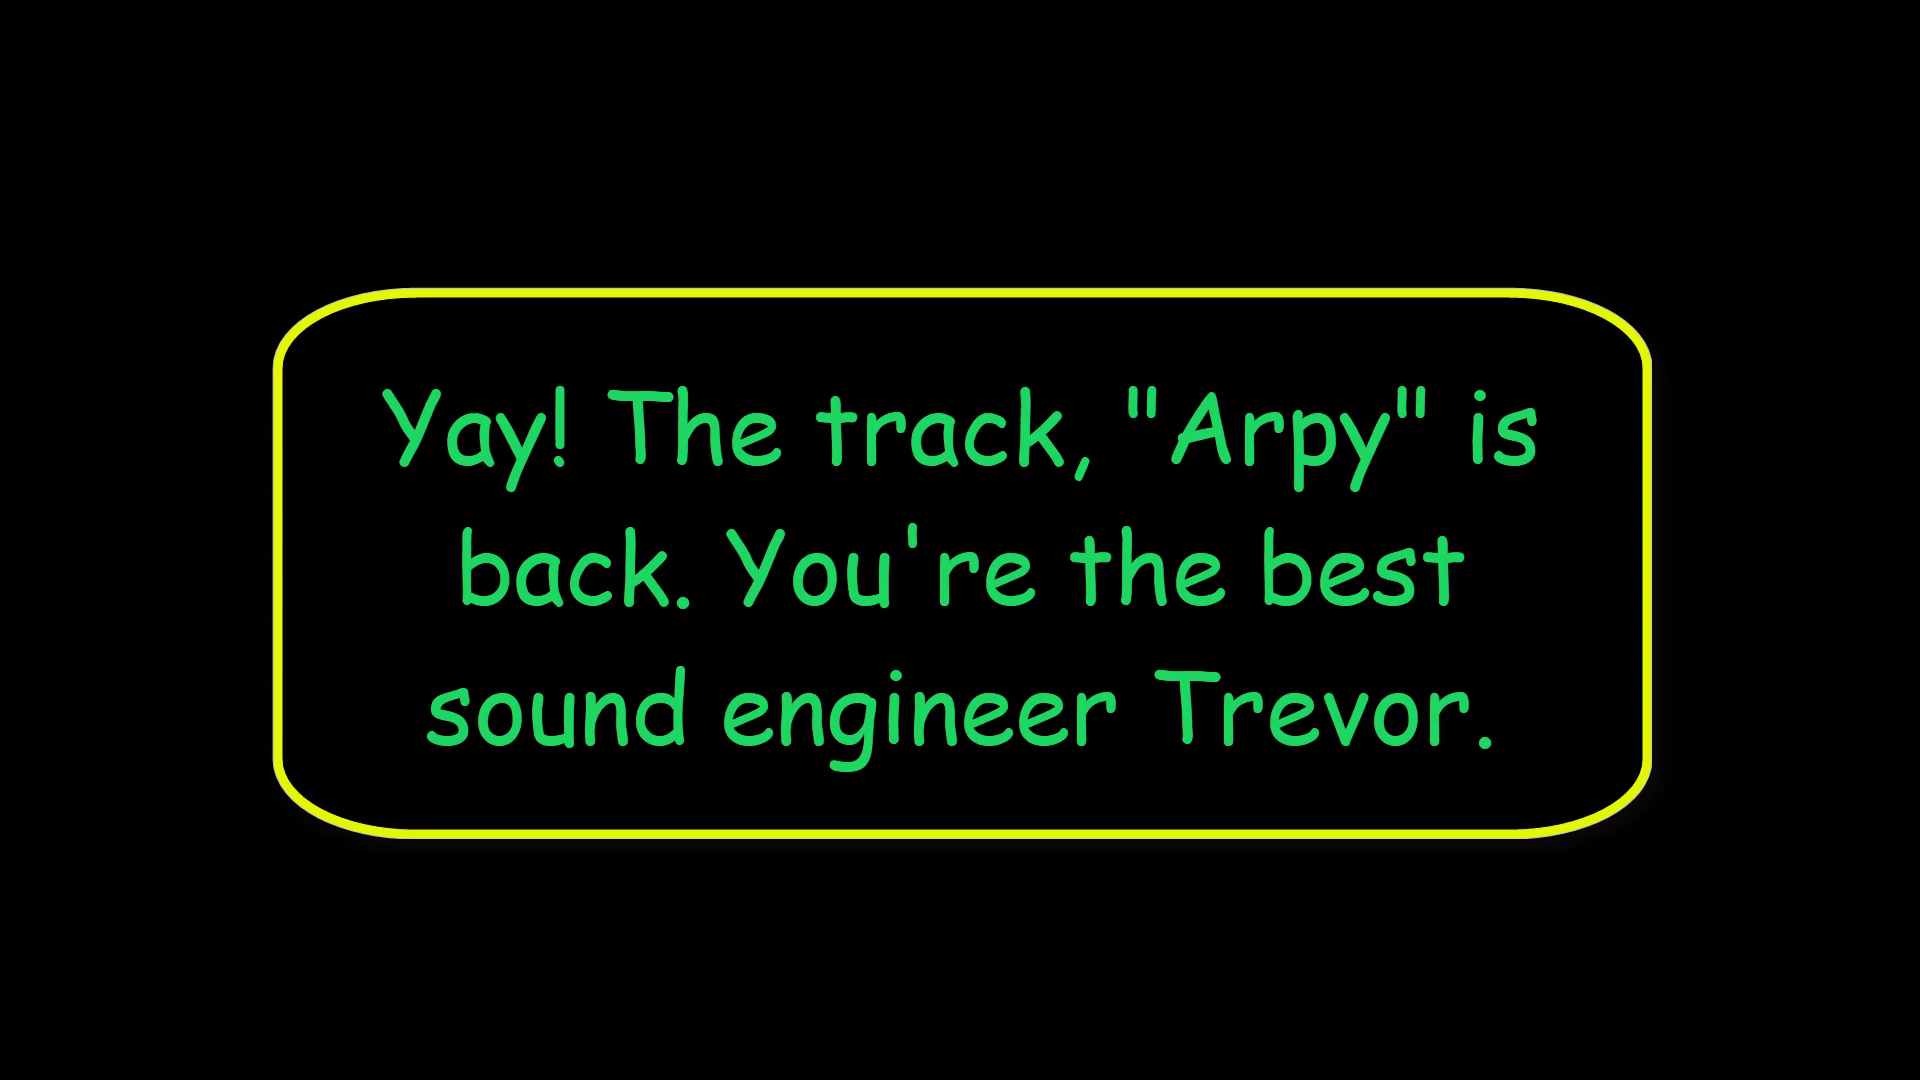 Yay! The track, "Arpy" is
back. You're the best
sound engineer Trevor.